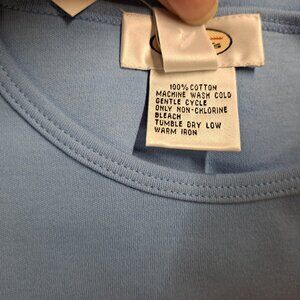 100% COTTON
MACHINE WASH COLD
GENTLE CYCLE
ONLY NON-CHLORINE
BLEACH
TUMBLE DRY LOW
WARM IRON